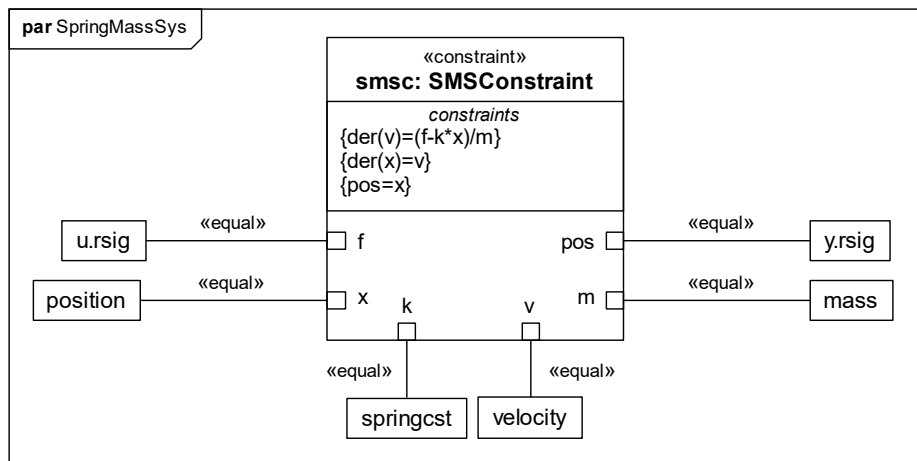 par SpringMassSys
«constraint»
smsc: SMSConstraint
constraints
{der(v)=(f-k*x)/m}
{der(x)=v}
{pos=x}
u.rsig
«equal»
f
pos
«equal»
y.rsig
position
«equal»
x
k
v
m
«equal»
mass
«equal»
«equal»
springcst
velocity